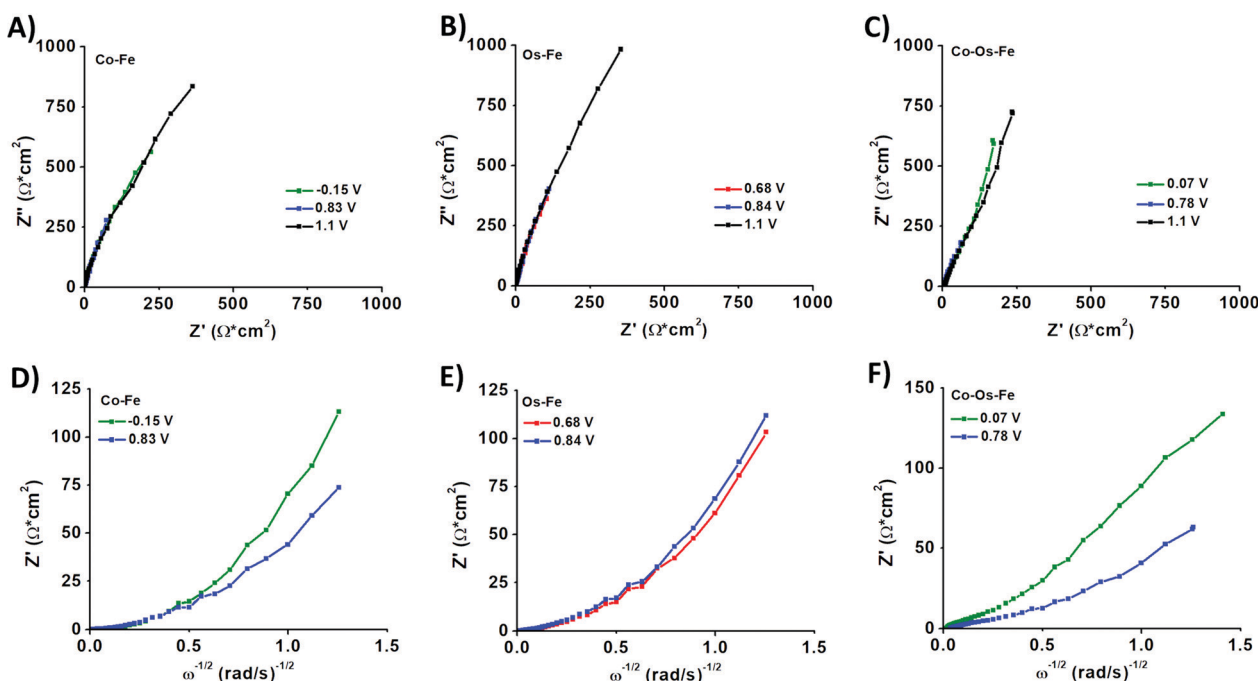 A)
Co-Fe
1000
750
500
250
0
0 250 500 750 1000
Z'' (Ω*cm²)
Z' (Ω*cm²)
-0.15 V
0.83 V
1.1 V
B)
Os-Fe
1000
750
500
250
0
0 250 500 750 1000
Z'' (Ω*cm²)
Z' (Ω*cm²)
0.68 V
0.84 V
1.1 V
C)
Co-Os-Fe
1000
750
500
250
0
0 250 500 750 1000
Z'' (Ω*cm²)
Z' (Ω*cm²)
0.07 V
0.78 V
1.1 V
D)
Co-Fe
-0.15 V
0.83 V
125
100
75
50
25
0
0.0 0.5 1.0 1.5
Z' (Ω*cm²)
ω⁻¹/² (rad/s)⁻¹/²
E)
Os-Fe
0.68 V
0.84 V
125
100
75
50
25
0
0.0 0.5 1.0 1.5
Z' (Ω*cm²)
ω⁻¹/² (rad/s)⁻¹/²
F)
Co-Os-Fe
0.07 V
0.78 V
150
100
50
0
0.0 0.5 1.0 1.5
Z' (Ω*cm²)
ω⁻¹/² (rad/s)⁻¹/²